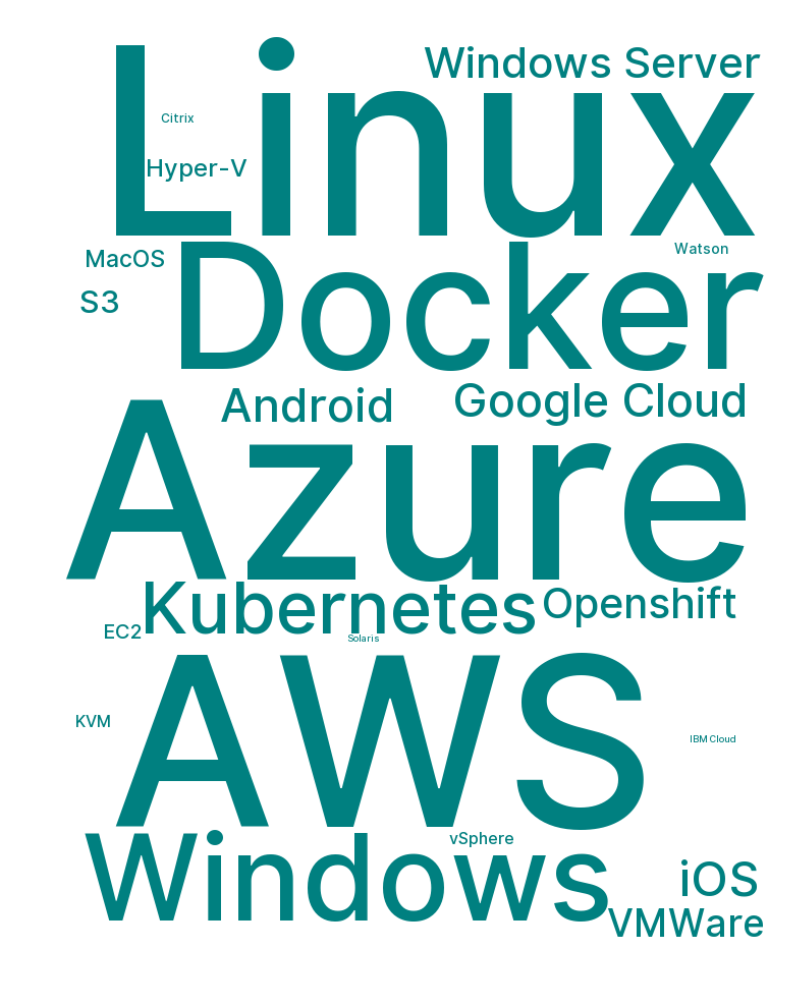 Windows Server
Linux
Citrix
Hyper-V
Watson
MacOS
Docker
S3
Android
Google Cloud
Azure
Kubernetes
Openshift
EC2
Solaris
AWS
KVM
IBM Cloud
vSphere
Windows
iOS
VMWare